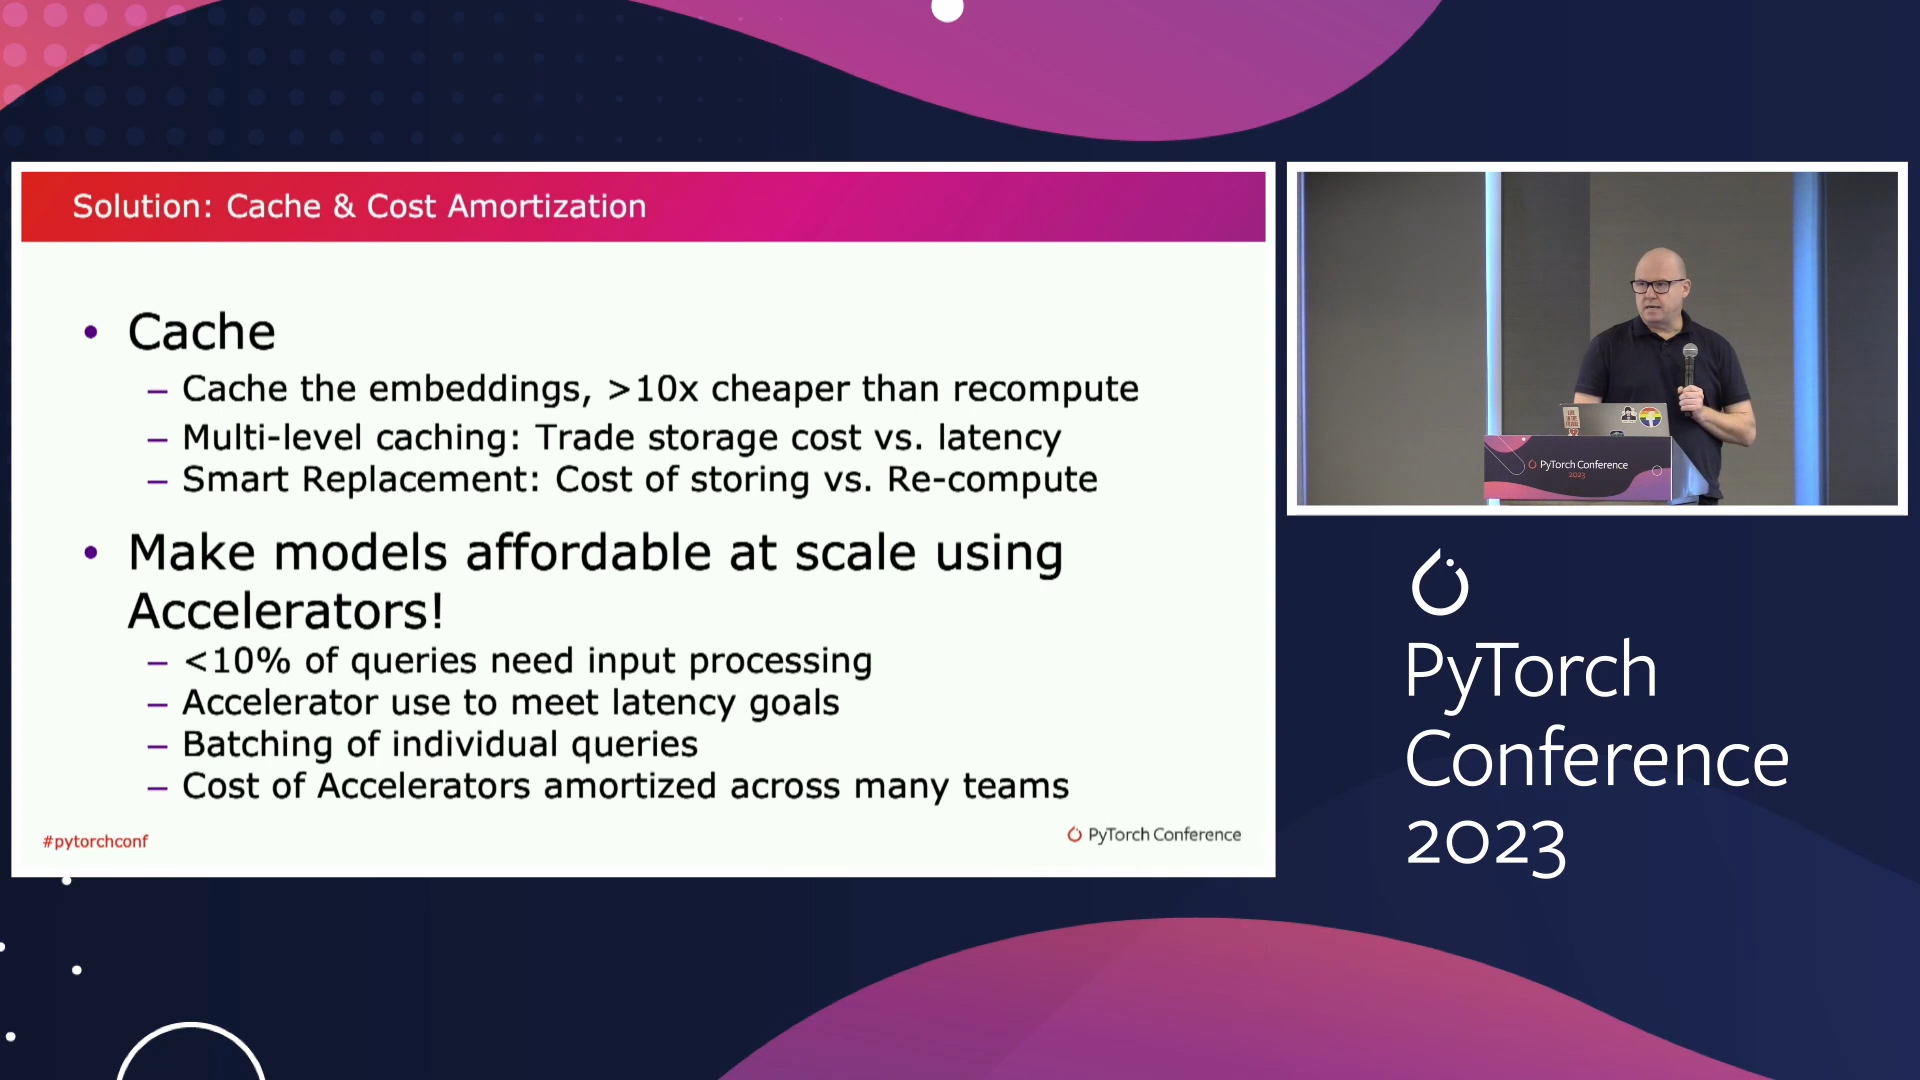 Solution: Cache & Cost Amortization
• Cache
– Cache the embeddings, >10x cheaper than recompute
– Multi-level caching: Trade storage cost vs. latency
– Smart Replacement: Cost of storing vs. Re-compute
• Make models affordable at scale using
Accelerators!
– <10% of queries need input processing
– Accelerator use to meet latency goals
– Batching of individual queries
– Cost of Accelerators amortized across many teams
#pytorchconf
PyTorch Conference
PyTorch Conference
2023
PyTorch
Conference
2023